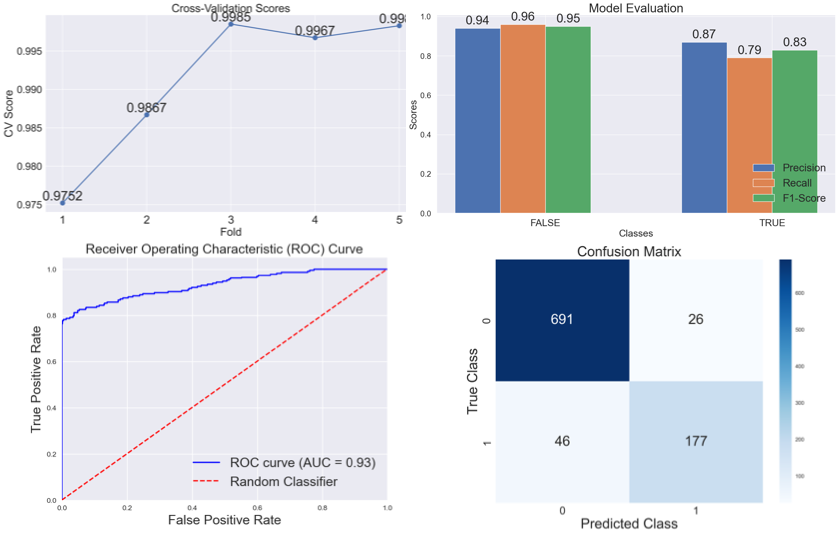 Cross-Validation Scores
0.9752
0.9867
0.9985
0.9967
0.995
0.990
0.985
0.980
0.975
CV Score
1 2 3 4 5
Fold
Model Evaluation
0.94
0.96
0.95
0.87
0.79
0.83
1.0
0.8
0.6
0.4
0.2
0.0
Scores
Precision
Recall
F1-Score
FALSE TRUE
Classes
Receiver Operating Characteristic (ROC) Curve
1.0
0.8
0.6
0.4
0.2
0.0
True Positive Rate
ROC curve (AUC = 0.93)
Random Classifier
0.0 0.2 0.4 0.6 0.8 1.0
False Positive Rate
Confusion Matrix
0
1
True Class
691 26
46 177
0 1
Predicted Class
600
500
400
300
200
100